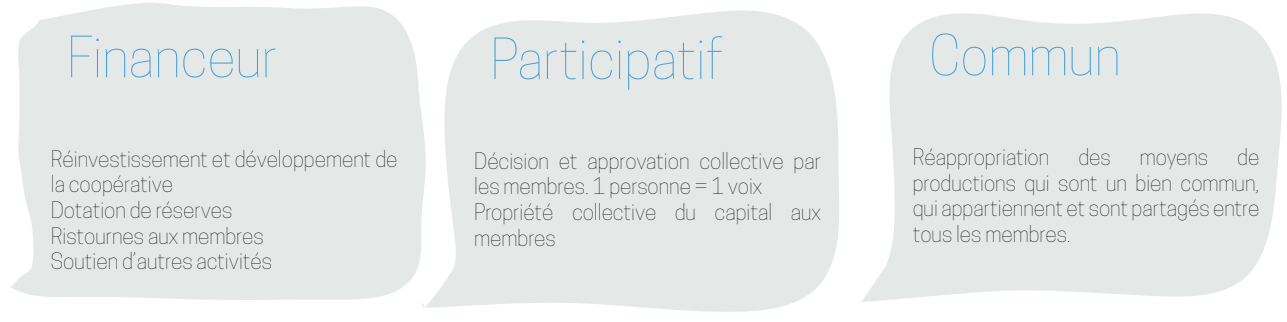 Financeur
Réinvestissement et développement de
la coopérative
Dotation de réserves
Ristournes aux membres
Soutien d'autres activités
Participatif
Décision et approvation collective par
les membres. 1 personne = 1 voix
Propriété collective du capital aux
membres
Commun
Réappropriation des moyens de
productions qui sont un bien commun,
qui appartiennent et sont partagés entre
tous les membres.